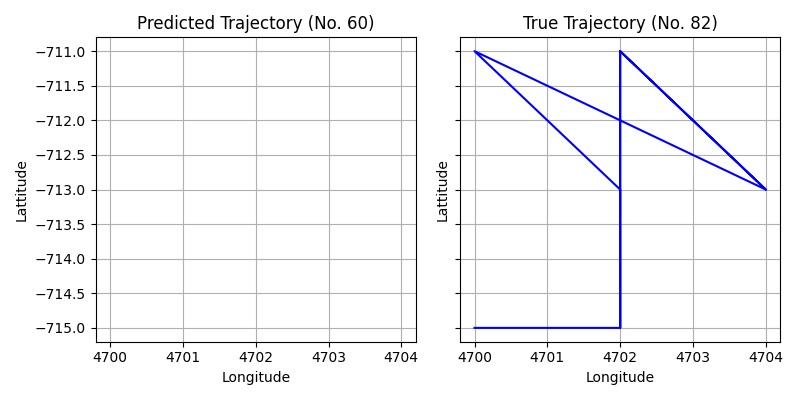 Predicted Trajectory (No. 60)
True Trajectory (No. 82)
Lattitude
−711.0
−711.5
−712.0
−712.5
−713.0
−713.5
−714.0
−714.5
−715.0
4700 4701 4702 4703 4704
Longitude
Lattitude
4700 4701 4702 4703 4704
Longitude